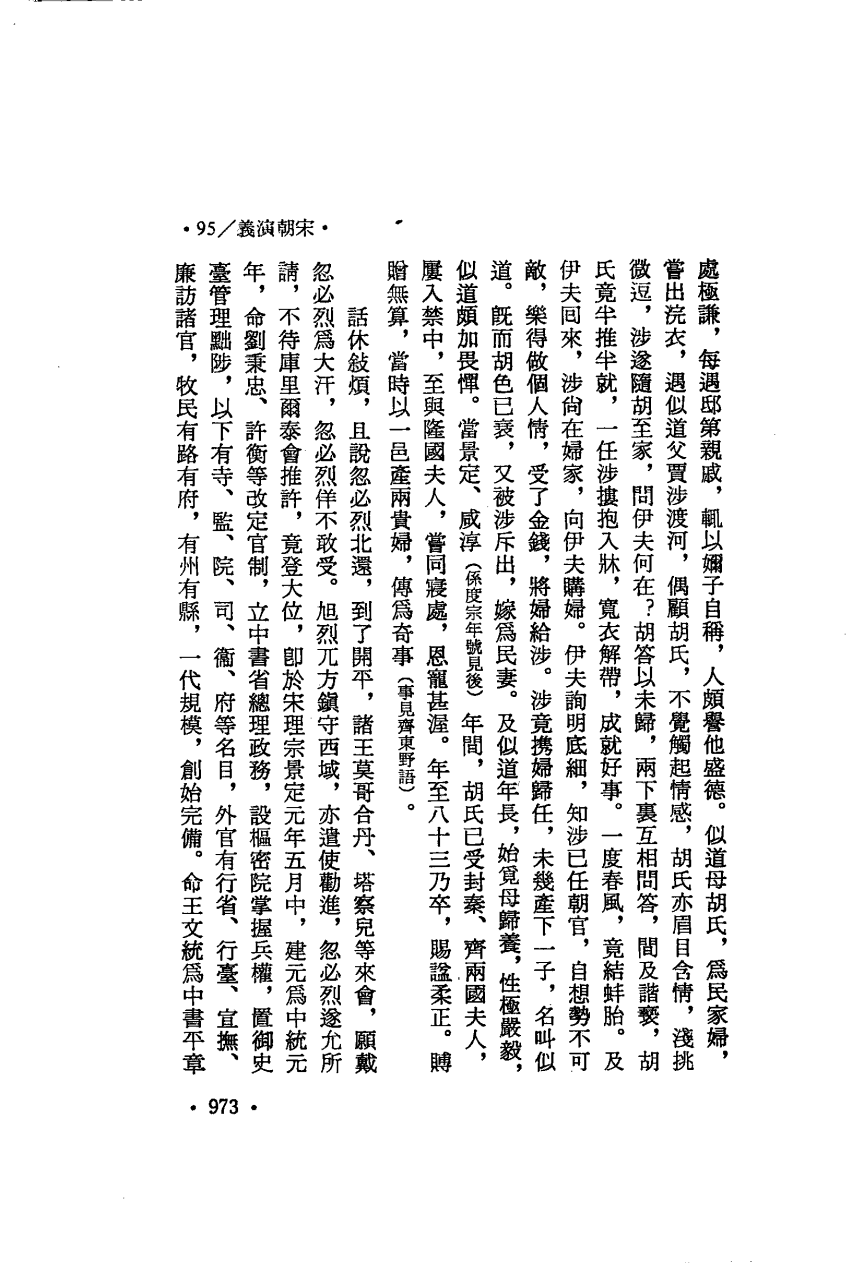 ·宋朝演義／95·
處極謙，每遇邸第親戚，輒以嬭子自稱，人頗譽他盛德。似道母胡氏，爲民家婦，
嘗出浣衣，遇似道父賈涉渡河，偶顧胡氏，不覺觸起情感，胡氏亦眉目含情，淺挑
微逗，涉遂隨胡至家，問伊夫何在？胡答以未歸，兩下裏互相問答，間及諧褻，胡
氏竟半推半就，一任涉摟抱入牀，寬衣解帶，成就好事。一度春風，竟結蚌胎。及
伊夫囘來，涉尙在婦家，向伊夫購婦。伊夫詢明底細，知涉已任朝官，自想勢不可
敵，樂得做個人情，受了金錢，將婦給涉。涉竟携婦歸任，未幾產下一子，名叫似
道。旣而胡色已衰，又被涉斥出，嫁爲民妻。及似道年長，始覓母歸養，性極嚴毅，
似道頗加畏憚。當景定、咸淳（係度宗年號見後）年間，胡氏已受封秦、齊兩國夫人，
屢入禁中，至與隆國夫人，嘗同寢處，恩寵甚渥。年至八十三乃卒，賜諡柔正。賻
贈無算，當時以一邑產兩貴婦，傳爲奇事（事見齊東野語）。
話休敍煩，且說忽必烈北還，到了開平，諸王莫哥合丹、塔察兒等來會，願戴
忽必烈爲大汗，忽必烈佯不敢受。旭烈兀方鎭守西域，亦遣使勸進，忽必烈遂允所
請，不待庫里爾泰會推許，竟登大位，卽於宋理宗景定元年五月中，建元爲中統元
年，命劉秉忠、許衡等改定官制，立中書省總理政務，設樞密院掌握兵權，置御史
臺管理黜陟，以下有寺、監、院、司、衞、府等名目，外官有行省、行臺、宣撫、
廉訪諸官，牧民有路有府，有州有縣，一代規模，創始完備。命王文統爲中書平章
·973·